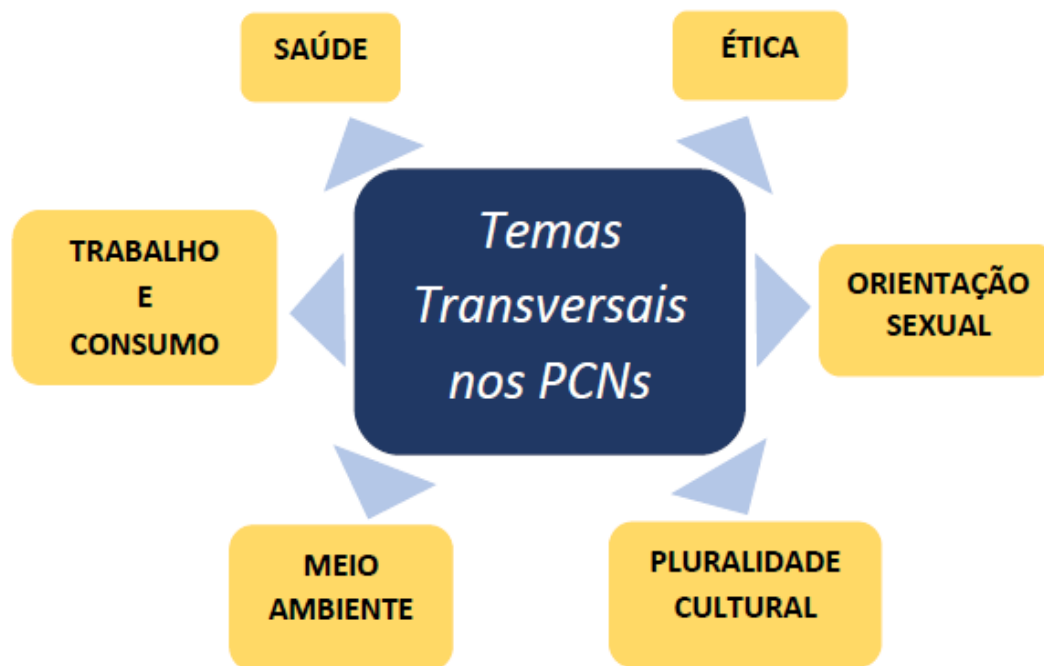 SAÚDE
ÉTICA
Temas
Transversais
nos PCNs
TRABALHO
E
CONSUMO
ORIENTAÇÃO
SEXUAL
MEIO
AMBIENTE
PLURALIDADE
CULTURAL